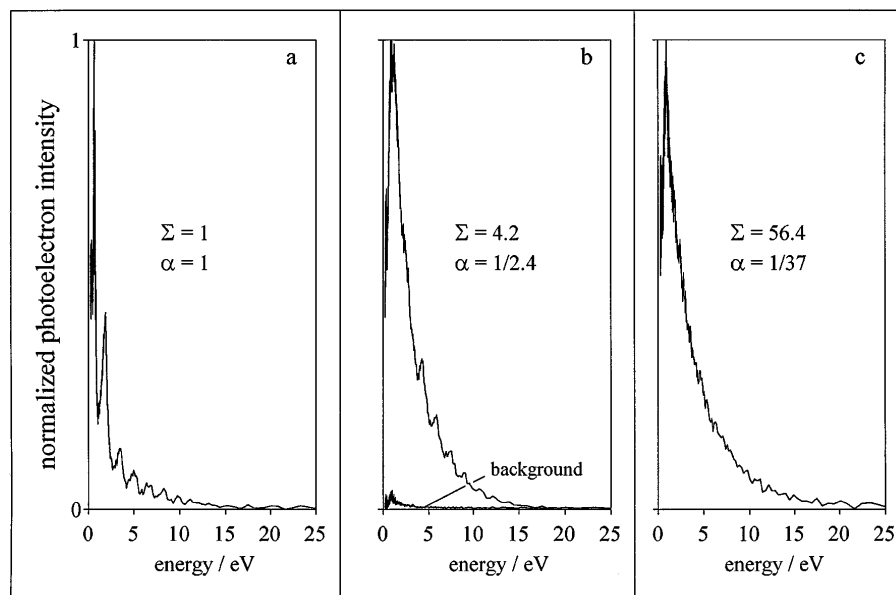 normalized photoelectron intensity
1
0
a
Σ = 1
α = 1
0 5 10 15 20 25
energy / eV
b
Σ = 4.2
α = 1/2.4
background
0 5 10 15 20 25
energy / eV
c
Σ = 56.4
α = 1/37
0 5 10 15 20 25
energy / eV